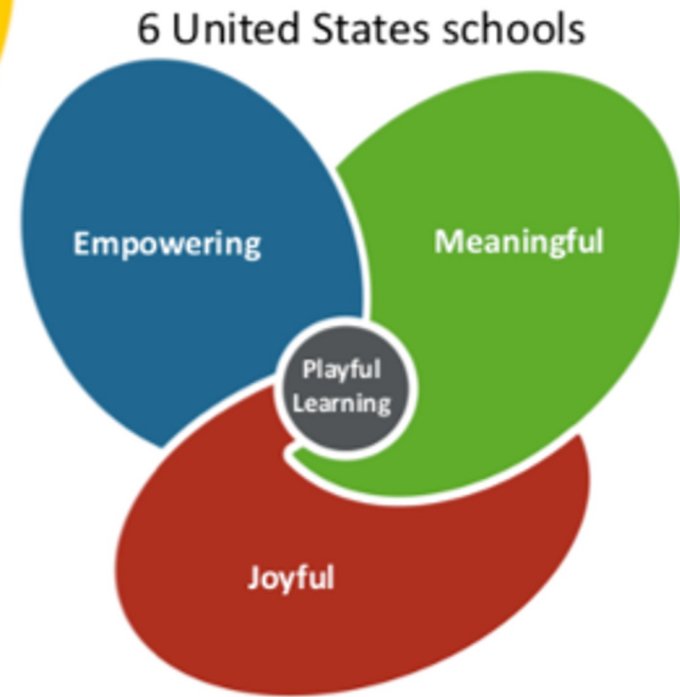 6 United States schools
Empowering
Meaningful
Playful
Learning
Joyful